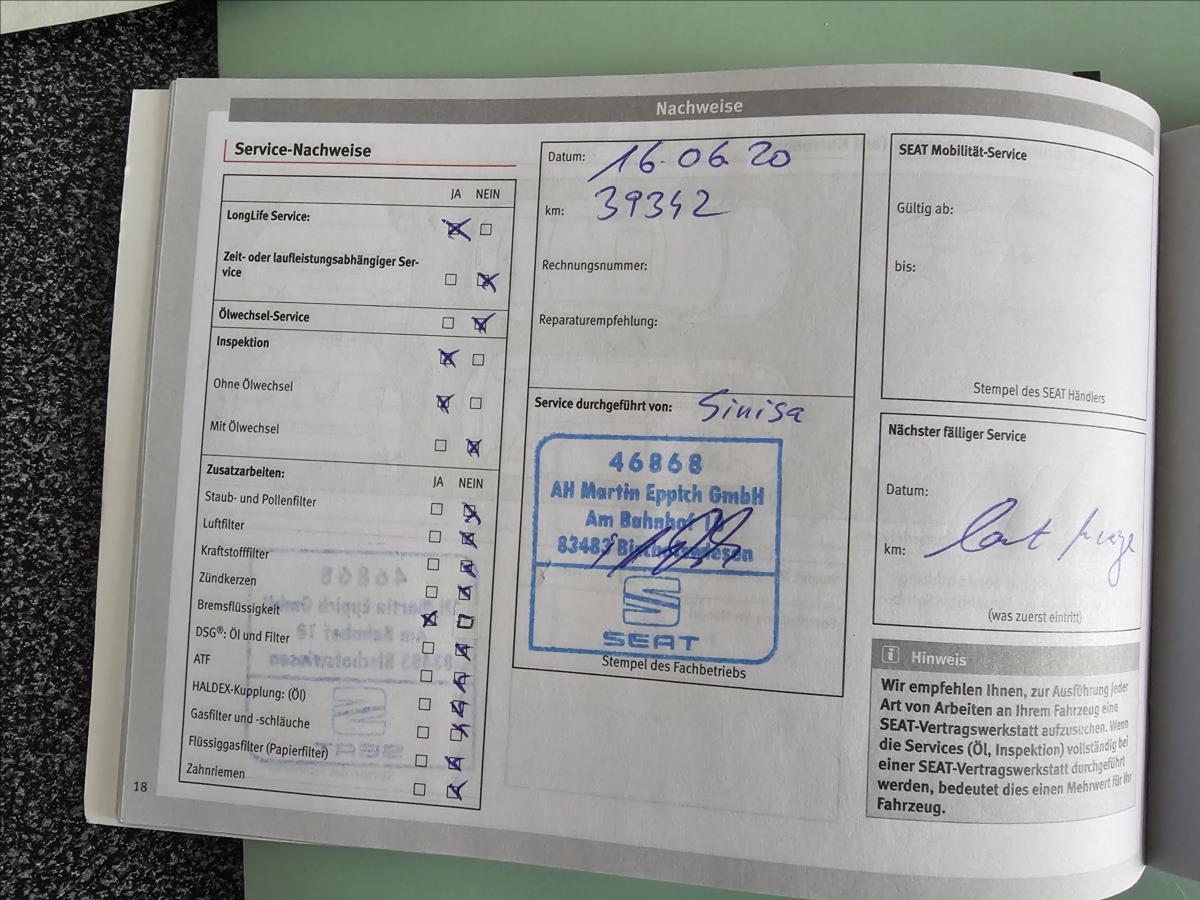 Nachweise
Service-Nachweise
JA NEIN
LongLife Service:
Zeit- oder laufleistungsabhängiger Ser-
vice
Ölwechsel-Service
Inspektion
Ohne Ölwechsel
Mit Ölwechsel
Zusatzarbeiten: JA NEIN
Staub- und Pollenfilter
Luftfilter
Kraftstofffilter
Zündkerzen
Bremsflüssigkeit
DSG®: Öl und Filter
ATF
HALDEX-Kupplung: (Öl)
Gasfilter und -schläuche
Flüssiggasfilter (Papierfilter)
Zahnriemen
18
Datum: 16.06.20
km: 39342
Rechnungsnummer:
Reparaturempfehlung:
Service durchgeführt von: Sinisa
46868
AH Martin Eppich GmbH
Am Bahnhof
83483 Bischofswiesen
SEAT
Stempel des Fachbetriebs
SEAT Mobilität-Service
Gültig ab:
bis:
Stempel des SEAT Händlers
Nächster fälliger Service
Datum:
km: laut
(was zuerst eintritt)
Hinweis
Wir empfehlen Ihnen, zur Ausführung jeder
Art von Arbeiten an Ihrem Fahrzeug eine
SEAT-Vertragswerkstatt aufzusuchen. Wenn
die Services (Öl, Inspektion) vollständig bei
einer SEAT-Vertragswerkstatt durchgeführt
werden, bedeutet dies einen Mehrwert für Ihr
Fahrzeug.